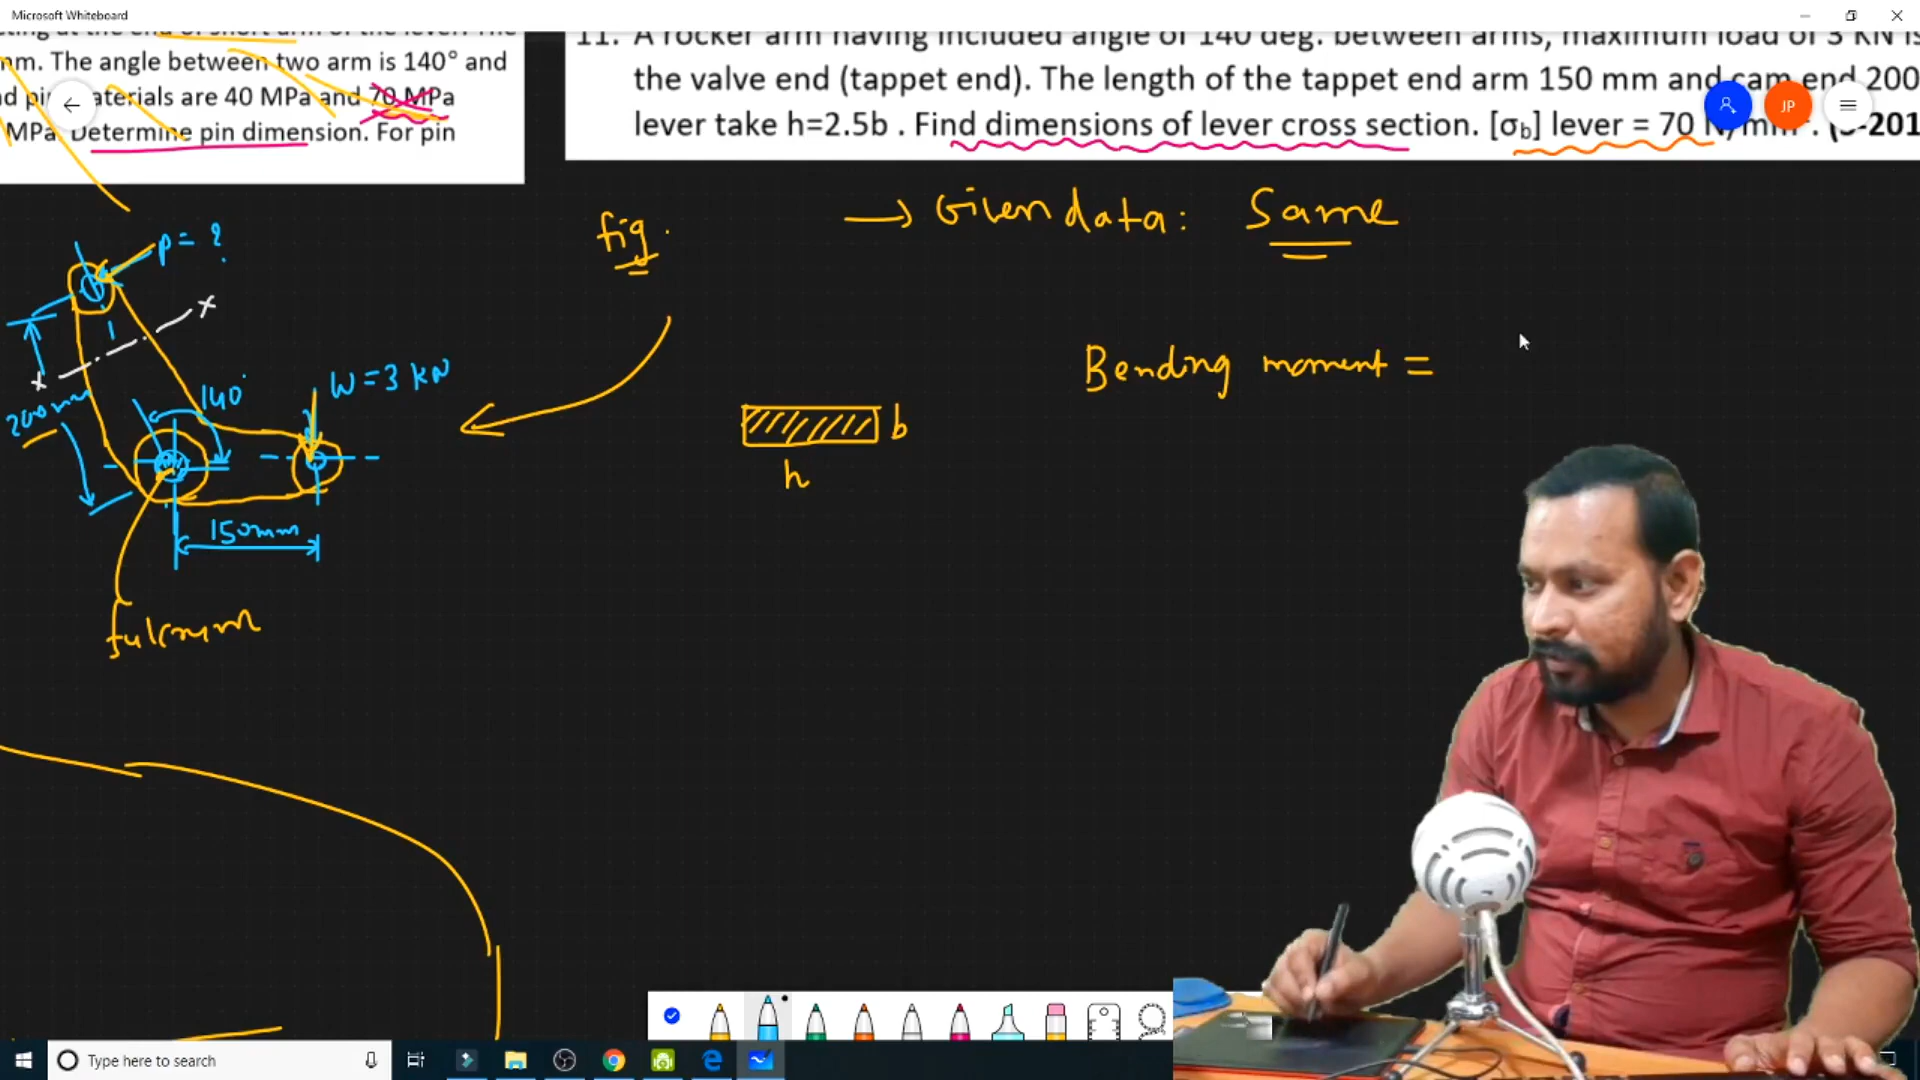 Microsoft Whiteboard
mm. The angle between two arm is 140° and
d pi aterials are 40 MPa and 70 MPa
MPa. Determine pin dimension. For pin
11. A rocker arm having included angle of 140 deg. between arms, maximum load of 3 KN is
the valve end (tappet end). The length of the tappet end arm 150 mm and cam end 200
lever take h=2.5b . Find dimensions of lever cross section. [σb] lever = 70 N/mm
JP
fig.
→ Given data: Same
P = ?
x
x
200mm
140°
W = 3 kN
150mm
fulcrum
b
h
Bending moment =
Type here to search